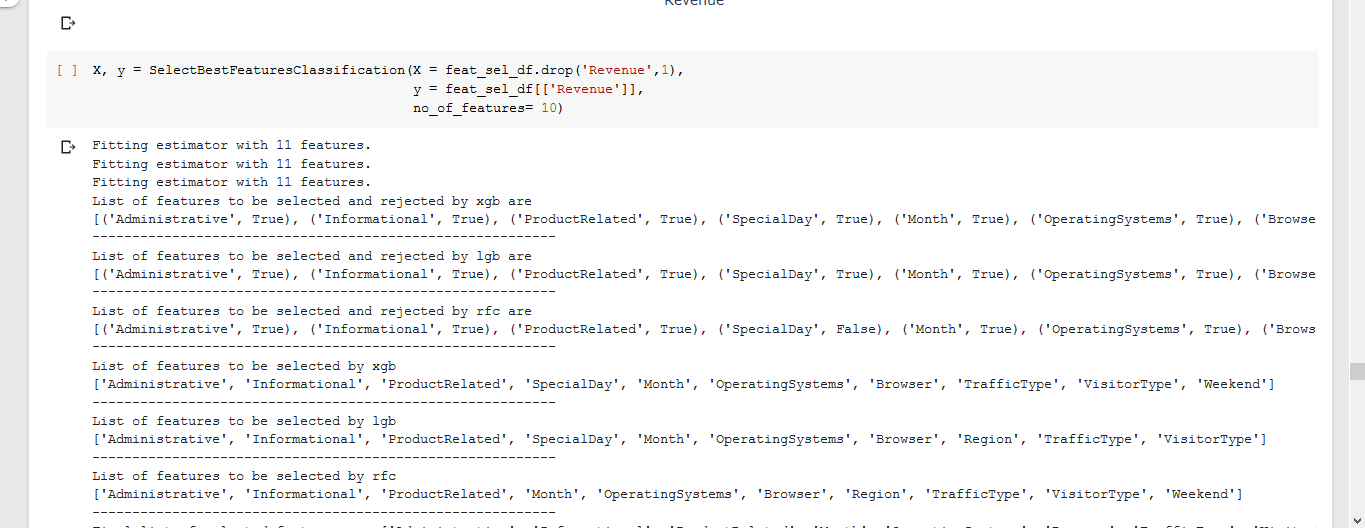 Revenue
[ ] X, y = SelectBestFeaturesClassification(X = feat_sel_df.drop('Revenue',1),
y = feat_sel_df[['Revenue']],
no_of_features= 10)
Fitting estimator with 11 features.
Fitting estimator with 11 features.
Fitting estimator with 11 features.
List of features to be selected and rejected by xgb are
[('Administrative', True), ('Informational', True), ('ProductRelated', True), ('SpecialDay', True), ('Month', True), ('OperatingSystems', True), ('Browse
----------------------------------------------------------
List of features to be selected and rejected by lgb are
[('Administrative', True), ('Informational', True), ('ProductRelated', True), ('SpecialDay', True), ('Month', True), ('OperatingSystems', True), ('Browse
----------------------------------------------------------
List of features to be selected and rejected by rfc are
[('Administrative', True), ('Informational', True), ('ProductRelated', True), ('SpecialDay', False), ('Month', True), ('OperatingSystems', True), ('Brows
----------------------------------------------------------
List of features to be selected by xgb
['Administrative', 'Informational', 'ProductRelated', 'SpecialDay', 'Month', 'OperatingSystems', 'Browser', 'TrafficType', 'VisitorType', 'Weekend']
----------------------------------------------------------
List of features to be selected by lgb
['Administrative', 'Informational', 'ProductRelated', 'SpecialDay', 'Month', 'OperatingSystems', 'Browser', 'Region', 'TrafficType', 'VisitorType']
----------------------------------------------------------
List of features to be selected by rfc
['Administrative', 'Informational', 'ProductRelated', 'Month', 'OperatingSystems', 'Browser', 'Region', 'TrafficType', 'VisitorType', 'Weekend']
----------------------------------------------------------